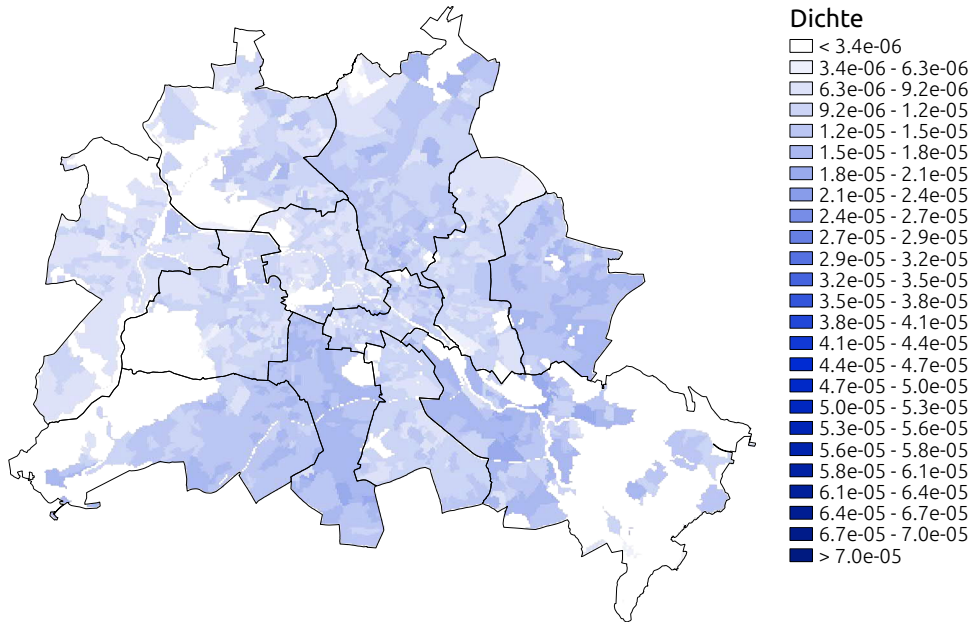 Dichte
< 3.4e-06
3.4e-06 - 6.3e-06
6.3e-06 - 9.2e-06
9.2e-06 - 1.2e-05
1.2e-05 - 1.5e-05
1.5e-05 - 1.8e-05
1.8e-05 - 2.1e-05
2.1e-05 - 2.4e-05
2.4e-05 - 2.7e-05
2.7e-05 - 2.9e-05
2.9e-05 - 3.2e-05
3.2e-05 - 3.5e-05
3.5e-05 - 3.8e-05
3.8e-05 - 4.1e-05
4.1e-05 - 4.4e-05
4.4e-05 - 4.7e-05
4.7e-05 - 5.0e-05
5.0e-05 - 5.3e-05
5.3e-05 - 5.6e-05
5.6e-05 - 5.8e-05
5.8e-05 - 6.1e-05
6.1e-05 - 6.4e-05
6.4e-05 - 6.7e-05
6.7e-05 - 7.0e-05
> 7.0e-05